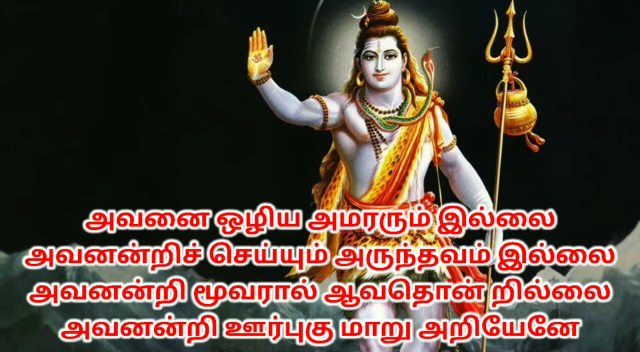 அவனை ஒழிய அமரரும் இல்லை
அவனன்றிச் செய்யும் அருந்தவம் இல்லை
அவனன்றி மூவரால் ஆவதொன் றில்லை
அவனன்றி ஊர்புகு மாறு அறியேனே